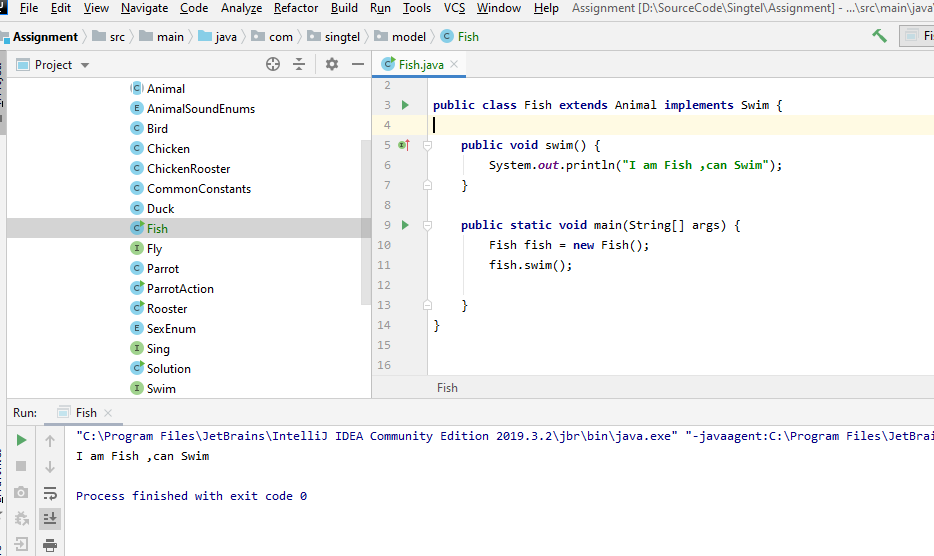 File Edit View Navigate Code Analyze Refactor Build Run Tools VCS Window Help Assignment [D:\SourceCode\Singtel\Assignment] - ...\src\main\java\
Assignment src main java com singtel model Fish
Project
Fish.java
Animal
AnimalSoundEnums
Bird
Chicken
ChickenRooster
CommonConstants
Duck
Fish
Fly
Parrot
ParrotAction
Rooster
SexEnum
Sing
Solution
Swim
2
3 public class Fish extends Animal implements Swim {
4
5 public void swim() {
6 System.out.println("I am Fish ,can Swim");
7 }
8
9 public static void main(String[] args) {
10 Fish fish = new Fish();
11 fish.swim();
12
13 }
14 }
15
16
Fish
Run: Fish
"C:\Program Files\JetBrains\IntelliJ IDEA Community Edition 2019.3.2\jbr\bin\java.exe" "-javaagent:C:\Program Files\JetBrai
I am Fish ,can Swim
Process finished with exit code 0